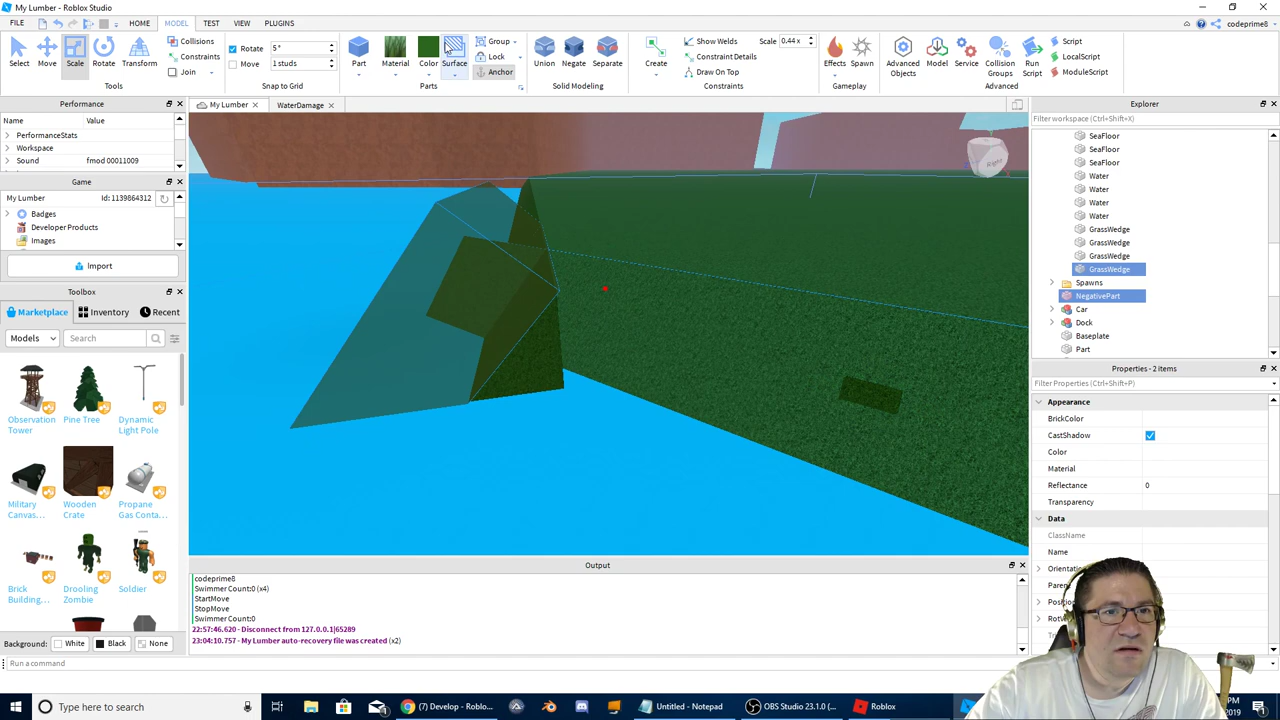 My Lumber - Roblox Studio
FILE HOME MODEL TEST VIEW PLUGINS codeprime8
Select Move Scale Rotate Transform
Collisions
Constraints
Join
Tools
Rotate 5°
Move 1 studs
Snap to Grid
Part Material Color Surface
Group
Lock
Anchor
Parts
Union Negate Separate
Solid Modeling
Create
Show Welds
Constraint Details
Draw On Top
Scale 0.44 x
Constraints
Effects Spawn
Gameplay
Advanced Objects
Model Service
Collision Groups
Run Script
Script
LocalScript
ModuleScript
Advanced
Performance
Name Value
PerformanceStats
Workspace
Sound fmod 00011009
Game
My Lumber Id: 1139864312
Badges
Developer Products
Images
Import
Toolbox
Marketplace Inventory Recent
Models Search
Observation Tower
Pine Tree
Dynamic Light Pole
Military Canvas...
Wooden Crate
Propane Gas Conta...
Brick Building...
Drooling Zombie
Soldier
Background: White Black None
My Lumber WaterDamage
Right
Output
codeprime8
Swimmer Count:0 (x4)
StartMove
StopMove
Swimmer Count:0
22:57:46.620 - Disconnect from 127.0.0.1|65289
23:04:10.757 - My Lumber auto-recovery file was created (x2)
Explorer
Filter workspace (Ctrl+Shift+X)
SeaFloor
SeaFloor
SeaFloor
Water
Water
Water
Water
GrassWedge
GrassWedge
GrassWedge
GrassWedge
Spawns
NegativePart
Car
Dock
Baseplate
Part
Properties - 2 items
Filter Properties (Ctrl+Shift+P)
Appearance
BrickColor
CastShadow
Color
Material
Reflectance 0
Transparency
Data
ClassName
Name
Run a command
Type here to search
(7) Develop - Roblo...
Untitled - Notepad
OBS Studio 23.1.0 (...
Roblox